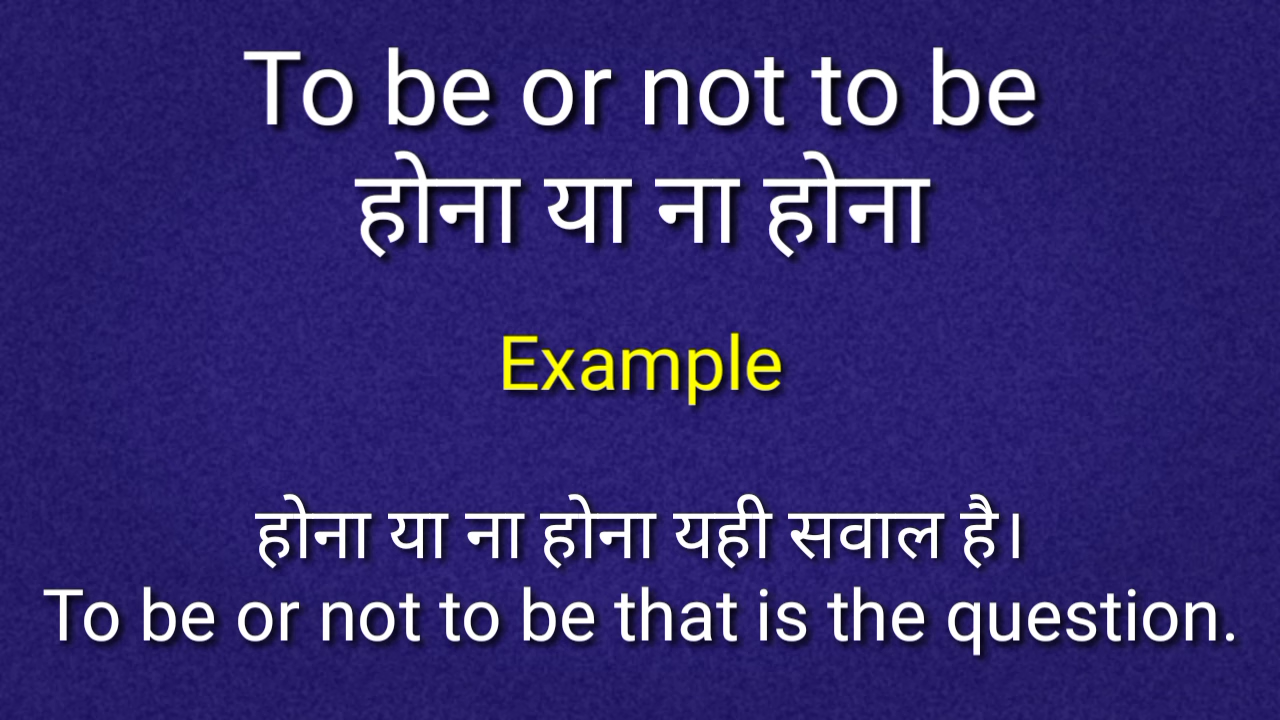 To be or not to be
होना या ना होना
Example
होना या ना होना यही सवाल है।
To be or not to be that is the question.